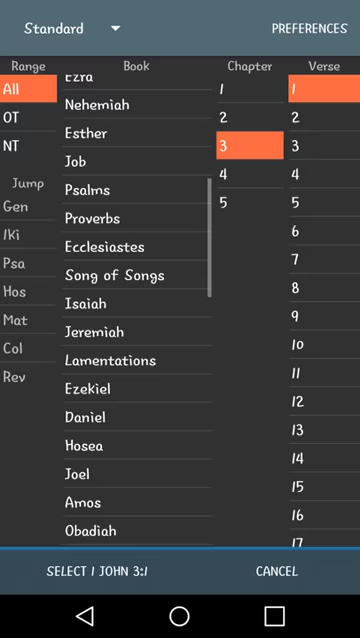 Standard
PREFERENCES
Range
Book
Chapter
Verse
All
OT
NT
Jump
Gen
1Ki
Psa
Hos
Mat
Col
Rev
Ezra
Nehemiah
Esther
Job
Psalms
Proverbs
Ecclesiastes
Song of Songs
Isaiah
Jeremiah
Lamentations
Ezekiel
Daniel
Hosea
Joel
Amos
Obadiah
1
2
3
4
5
1
2
3
4
5
6
7
8
9
10
11
12
13
14
15
16
17
SELECT 1 JOHN 3:1
CANCEL